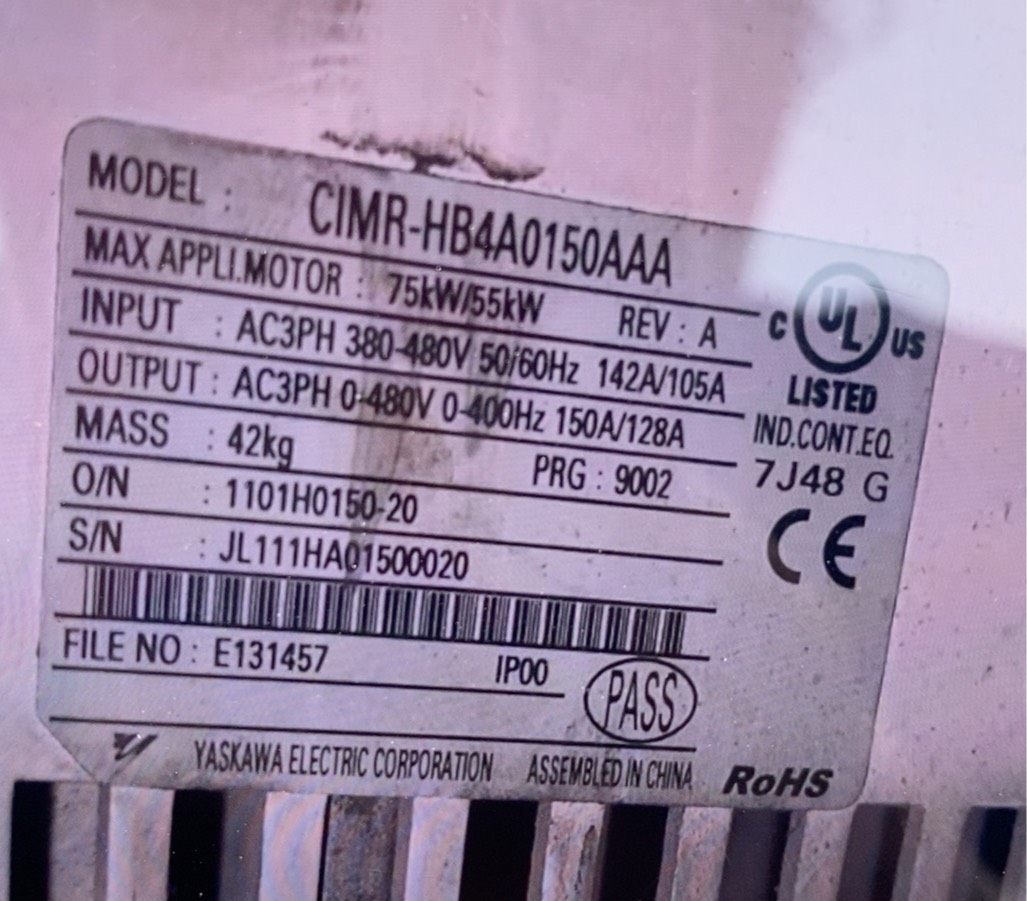 MODEL : CIMR-HB4A0150AAA
MAX APPLI.MOTOR : 75kW/55kW REV : A
INPUT : AC3PH 380-480V 50/60Hz 142A/105A
OUTPUT : AC3PH 0-480V 0-400Hz 150A/128A
MASS : 42kg PRG : 9002
O/N : 1101H0150-20
S/N : JL111HA01500020
FILE NO : E131457 IP00
PASS
C UL US
LISTED
IND.CONT.EQ.
7J48 G
CE
YASKAWA ELECTRIC CORPORATION ASSEMBLED IN CHINA RoHS